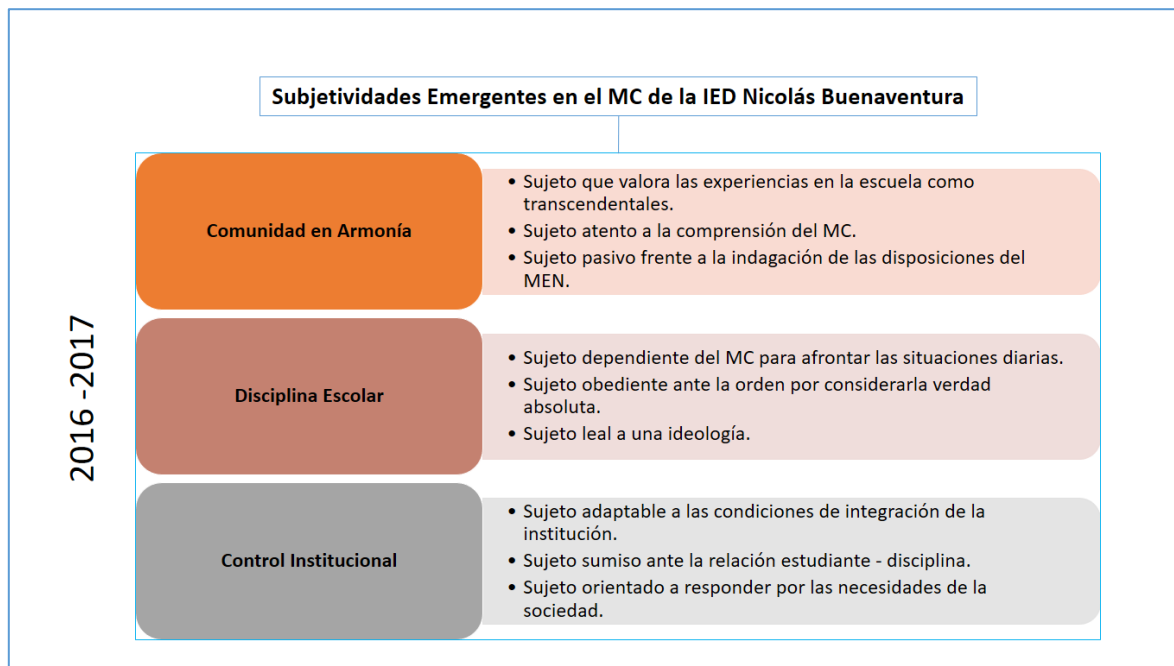 Subjetividades Emergentes en el MC de la IED Nicolás Buenaventura
2016 -2017
Comunidad en Armonía
• Sujeto que valora las experiencias en la escuela como
transcendentales.
• Sujeto atento a la comprensión del MC.
• Sujeto pasivo frente a la indagación de las disposiciones del
MEN.
Disciplina Escolar
• Sujeto dependiente del MC para afrontar las situaciones diarias.
• Sujeto obediente ante la orden por considerarla verdad
absoluta.
• Sujeto leal a una ideología.
Control Institucional
• Sujeto adaptable a las condiciones de integración de la
institución.
• Sujeto sumiso ante la relación estudiante - disciplina.
• Sujeto orientado a responder por las necesidades de la
sociedad.